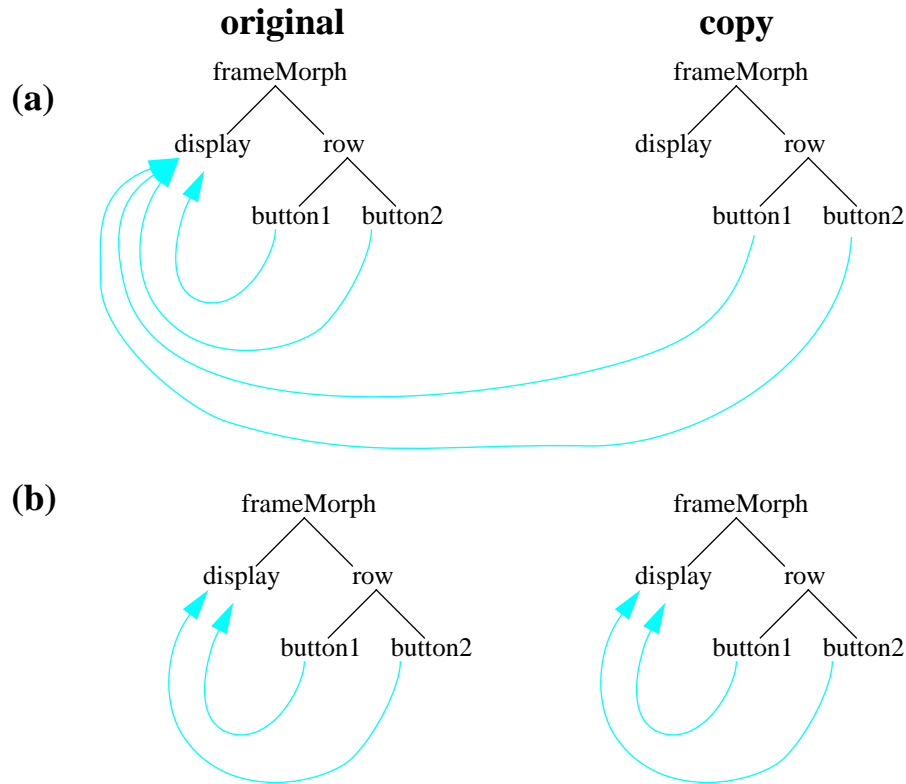 original copy
(a)
frameMorph frameMorph
display row display row
button1 button2 button1 button2
(b)
frameMorph frameMorph
display row display row
button1 button2 button1 button2